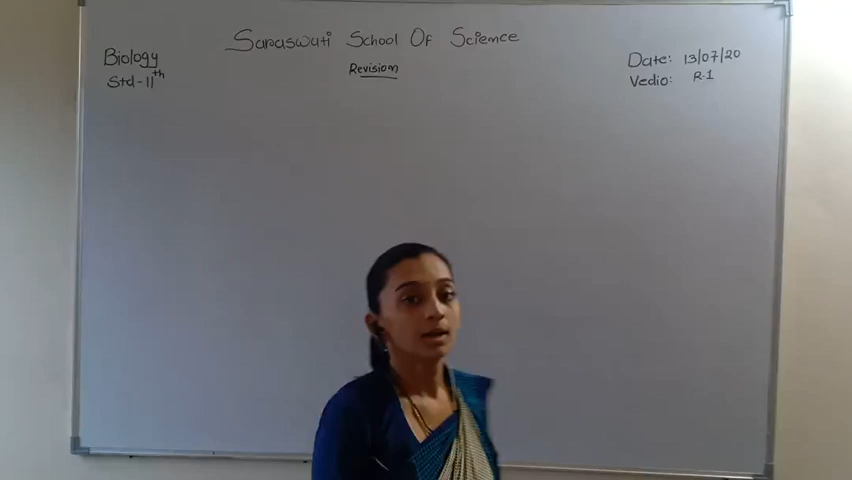 Saraswati School Of Science
Biology
Std-11th
Revision
Date: 13/07/20
Vedio: R-1